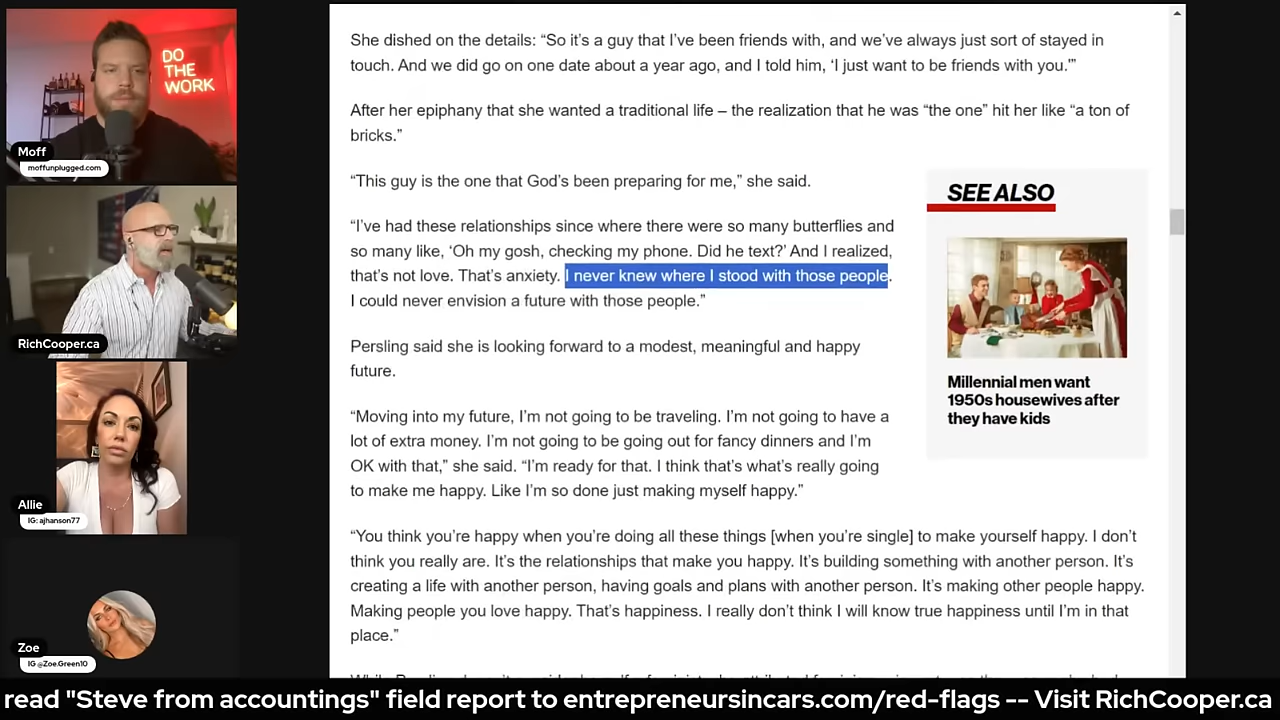 DO
THE
WORK
Moff
moffunplugged.com
RichCooper.ca
Allie
IG: ajhanson77
Zoe
IG @Zoe.Green10
She dished on the details: “So it’s a guy that I’ve been friends with, and we’ve always just sort of stayed in
touch. And we did go on one date about a year ago, and I told him, ‘I just want to be friends with you.’”
After her epiphany that she wanted a traditional life – the realization that he was “the one” hit her like “a ton of
bricks.”
“This guy is the one that God’s been preparing for me,” she said.
“I’ve had these relationships since where there were so many butterflies and
so many like, ‘Oh my gosh, checking my phone. Did he text?’ And I realized,
that’s not love. That’s anxiety. I never knew where I stood with those people.
I could never envision a future with those people.”
Persling said she is looking forward to a modest, meaningful and happy
future.
“Moving into my future, I’m not going to be traveling. I’m not going to have a
lot of extra money. I’m not going to be going out for fancy dinners and I’m
OK with that,” she said. “I’m ready for that. I think that’s what’s really going
to make me happy. Like I’m so done just making myself happy.”
“You think you’re happy when you’re doing all these things [when you’re single] to make yourself happy. I don’t
think you really are. It’s the relationships that make you happy. It’s building something with another person. It’s
creating a life with another person, having goals and plans with another person. It’s making other people happy.
Making people you love happy. That’s happiness. I really don’t think I will know true happiness until I’m in that
place.”
SEE ALSO
Millennial men want
1950s housewives after
they have kids
read "Steve from accountings" field report to entrepreneursincars.com/red-flags -- Visit RichCooper.ca